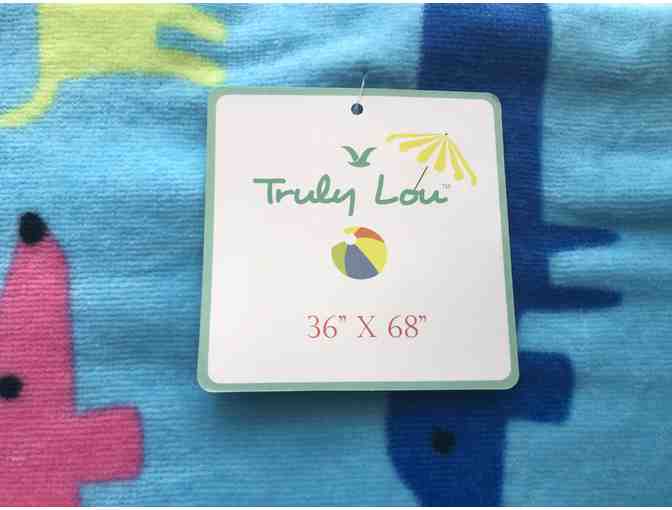 Truly Lou™
36” X 68”